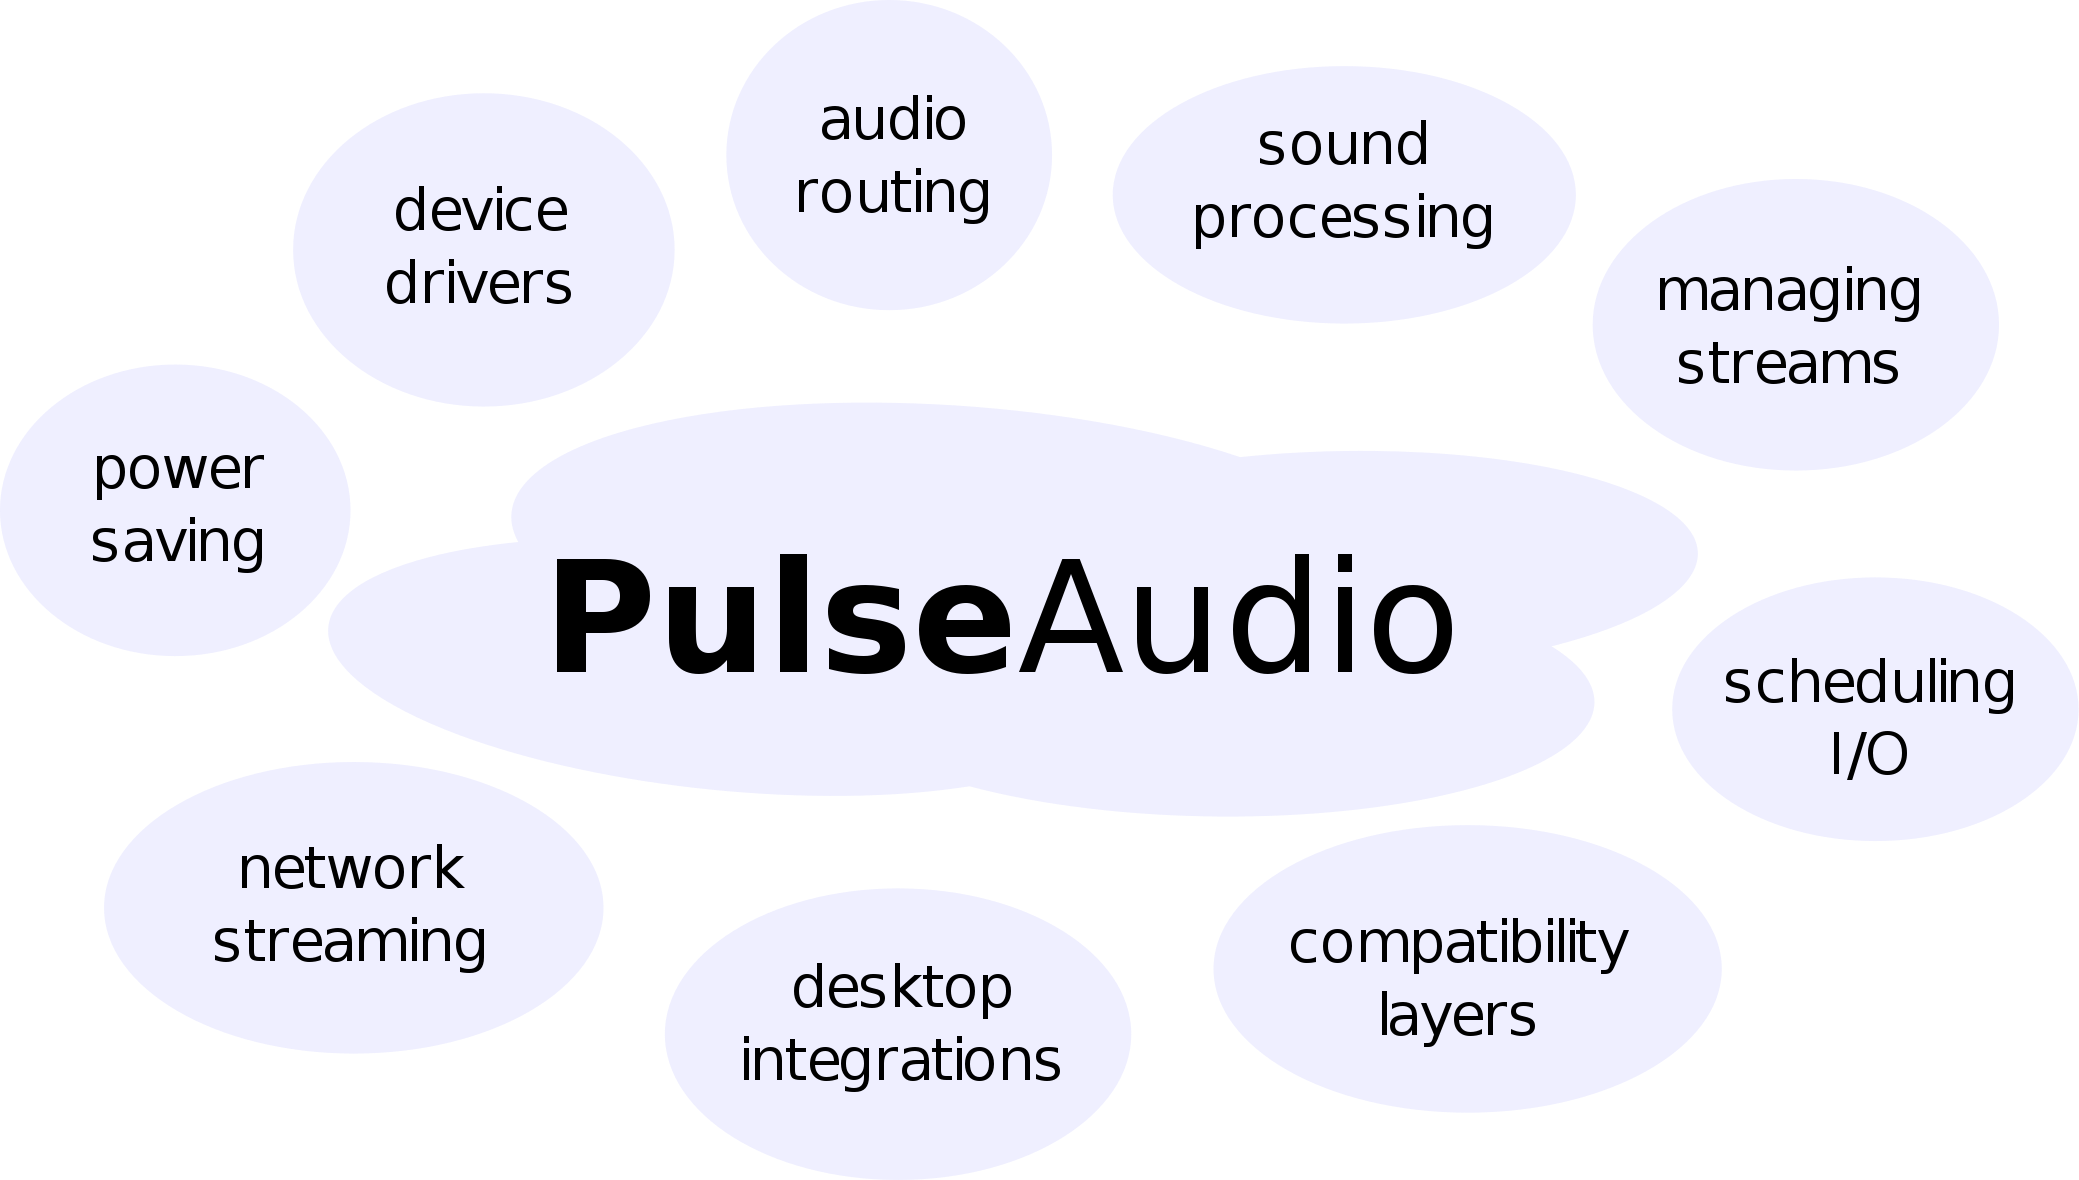 audio
routing
sound
processing
device
drivers
managing
streams
power
saving
PulseAudio
scheduling
I/O
network
streaming
compatibility
layers
desktop
integrations